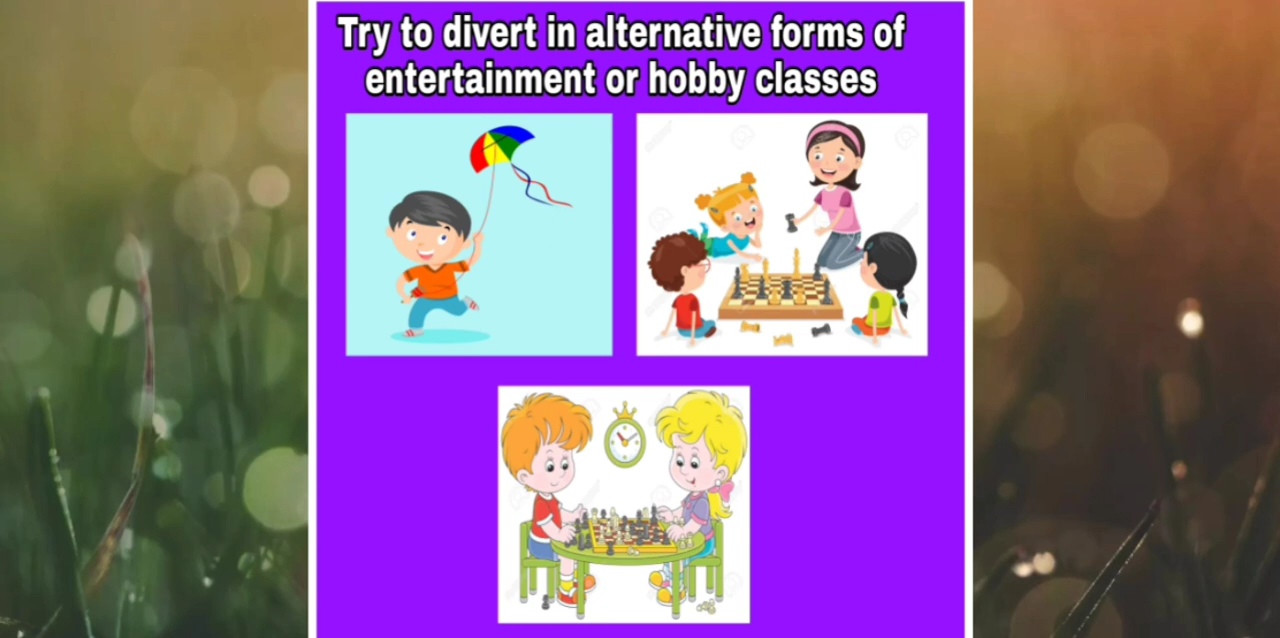 Try to divert in alternative forms of
entertainment or hobby classes